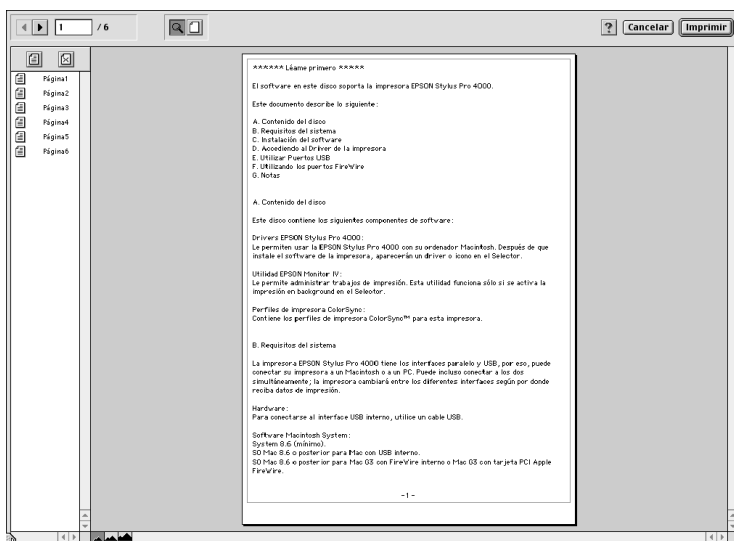 1 / 6
? Cancelar Imprimir
Página1
Página2
Página3
Página4
Página5
Página6
****** Léame primero *****
El software en este disco soporta la impresora EPSON Stylus Pro 4000.
Este documento describe lo siguiente:
A. Contenido del disco
B. Requisitos del sistema
C. Instalación del software
D. Accediendo al Driver de la impresora
E. Utilizar Puertos USB
F. Utilizando los puertos FireWire
G. Notas
A. Contenido del disco
Este disco contiene los siguientes componentes de software:
Drivers EPSON Stylus Pro 4000:
Le permiten usar la EPSON Stylus Pro 4000 con su ordenador Macintosh. Después de que
instale el software de la impresora, aparecerán un driver o icono en el Selector.
Utilidad EPSON Monitor IV:
Le permite administrar trabajos de impresión. Esta utilidad funciona sólo si se activa la
impresión en background en el Selector.
Perfiles de impresora ColorSync:
Contiene los perfiles de impresora ColorSync™ para esta impresora.
B. Requisitos del sistema
La impresora EPSON Stylus Pro 4000 tiene los interfaces paralelo y USB, por eso, puede
conectar su impresora a un Macintosh o a un PC. Puede incluso conectar a los dos
simultáneamente; la impresora cambiará entre los diferentes interfaces según por donde
reciba datos de impresión.
Hardware:
Para conectarse al interface USB interno, utilice un cable USB.
Software Macintosh System:
System 8.6 (mínimo).
SO Mac 8.6 o posterior para Mac con USB interno.
SO Mac 8.6 o posterior para Mac G3 con FireWire interno o Mac G3 con tarjeta PCI Apple
FireWire.
-1-